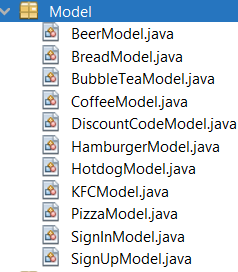 Model
BeerModel.java
BreadModel.java
BubbleTeaModel.java
CoffeeModel.java
DiscountCodeModel.java
HamburgerModel.java
HotdogModel.java
KFCModel.java
PizzaModel.java
SignInModel.java
SignUpModel.java